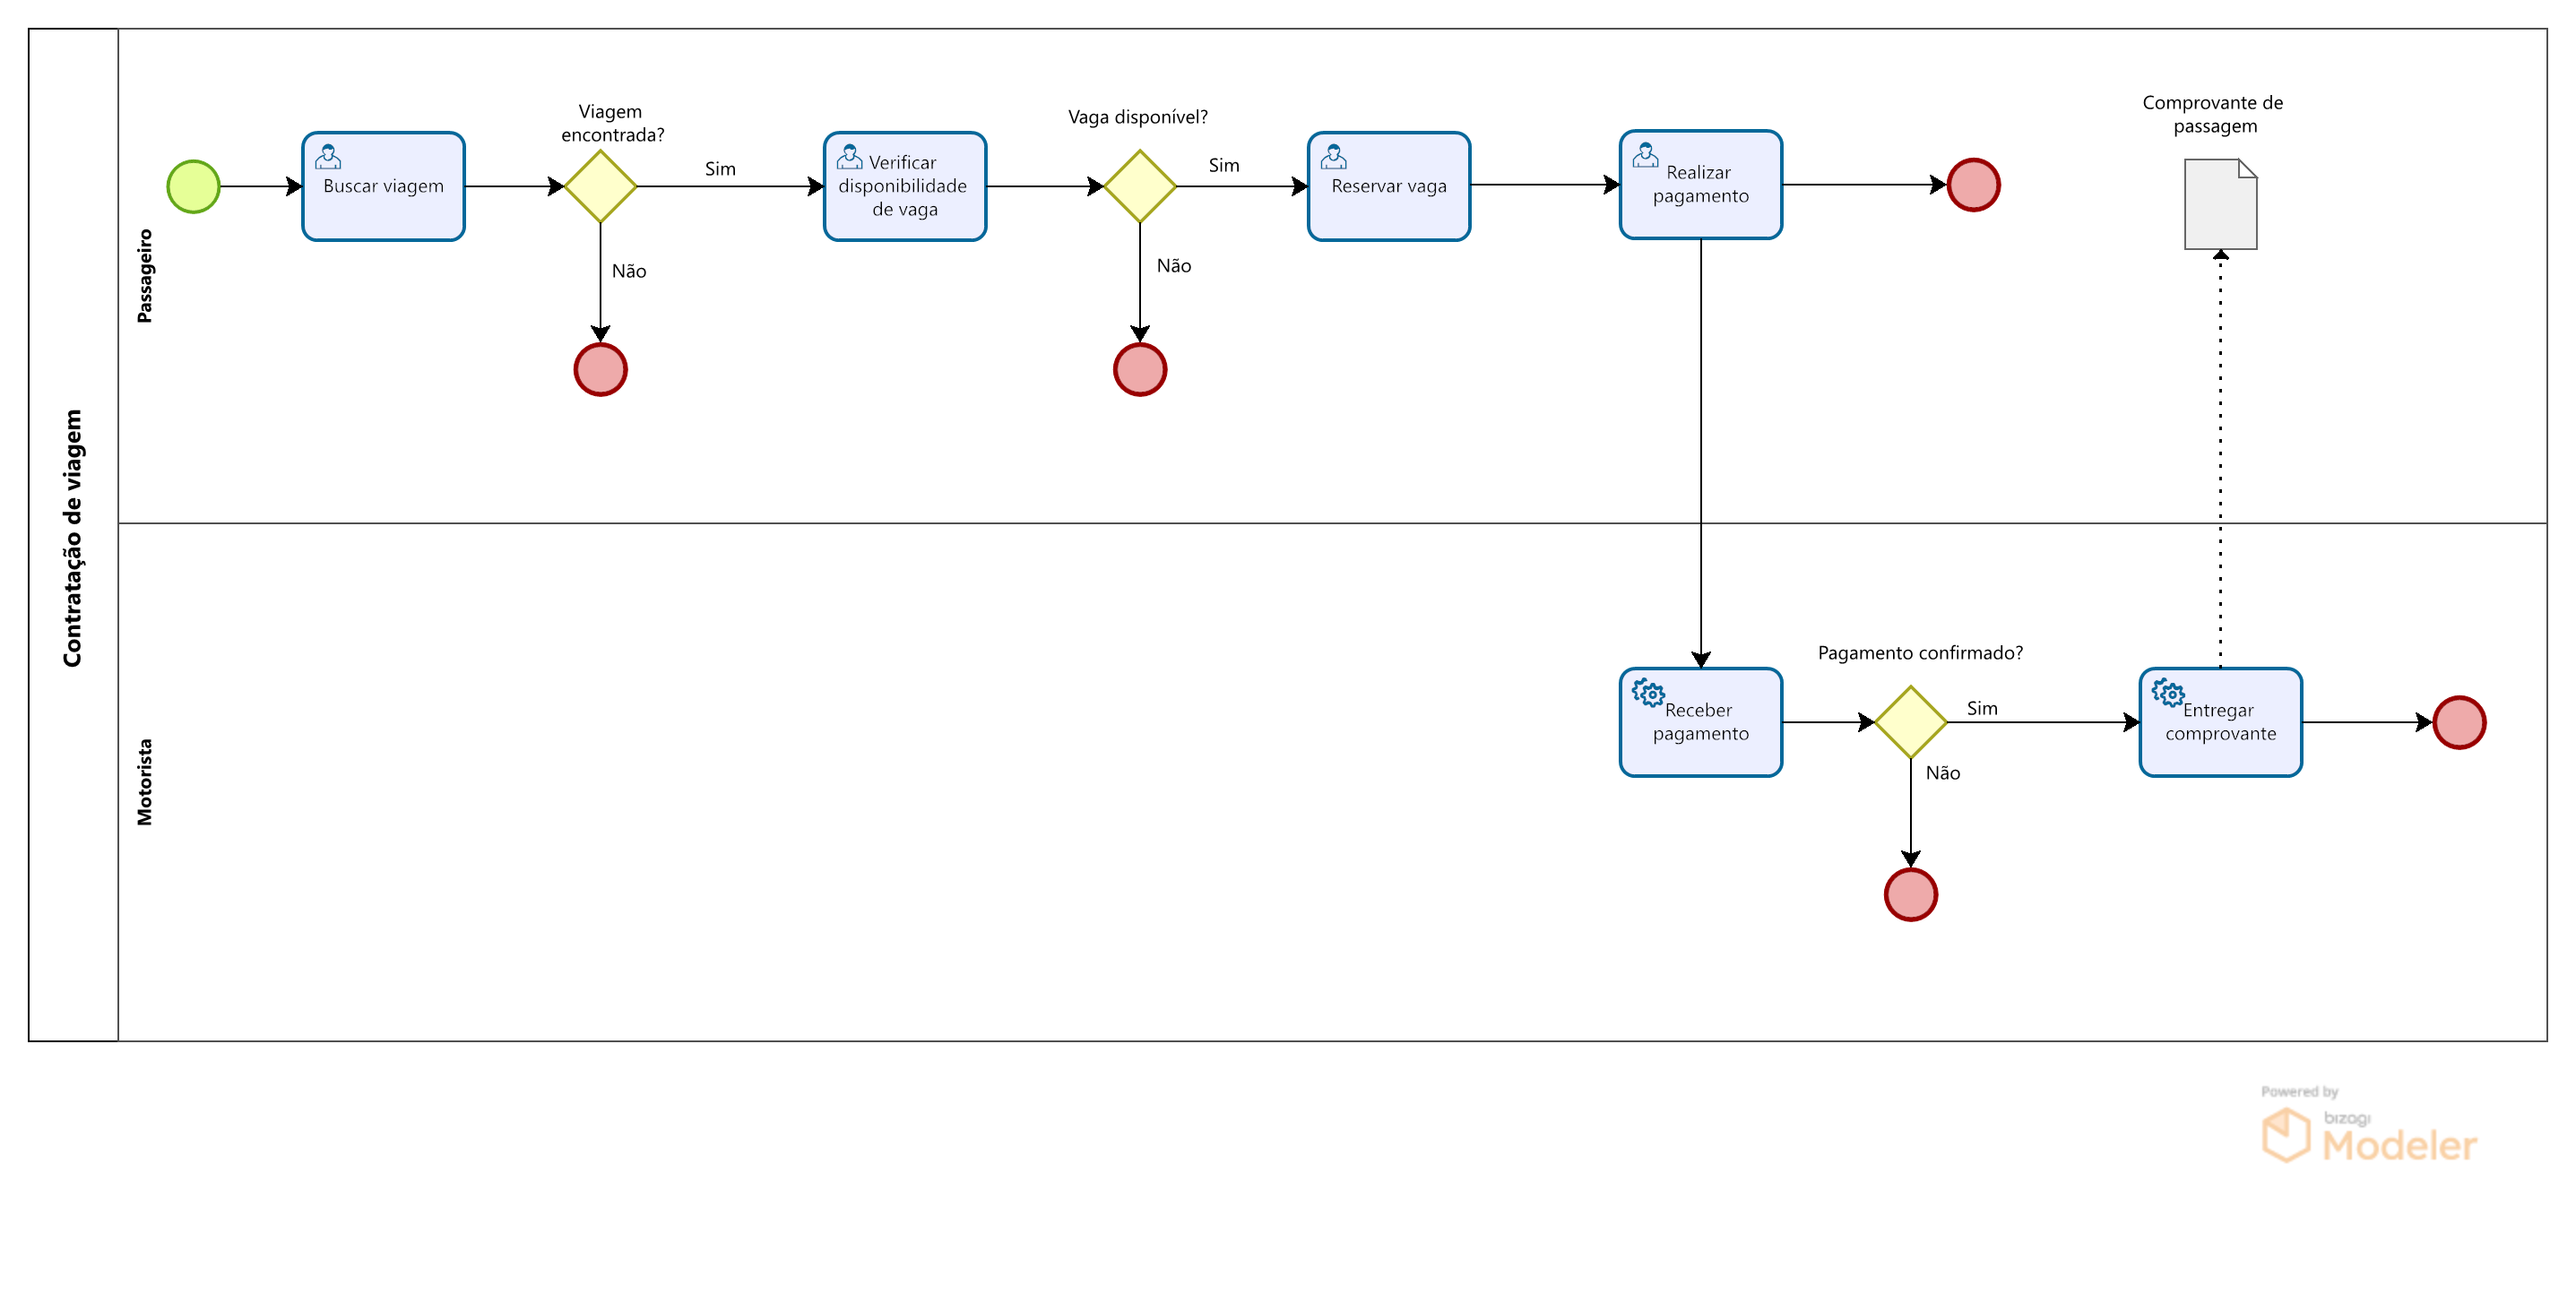 Contratação de viagem
Passageiro
Buscar viagem
Viagem
encontrada?
Sim
Não
Verificar
disponibilidade
de vaga
Vaga disponível?
Sim
Não
Reservar vaga
Realizar
pagamento
Comprovante de
passagem
Motorista
Receber
pagamento
Pagamento confirmado?
Sim
Não
Entregar
comprovante
Powered by
bizagi
Modeler